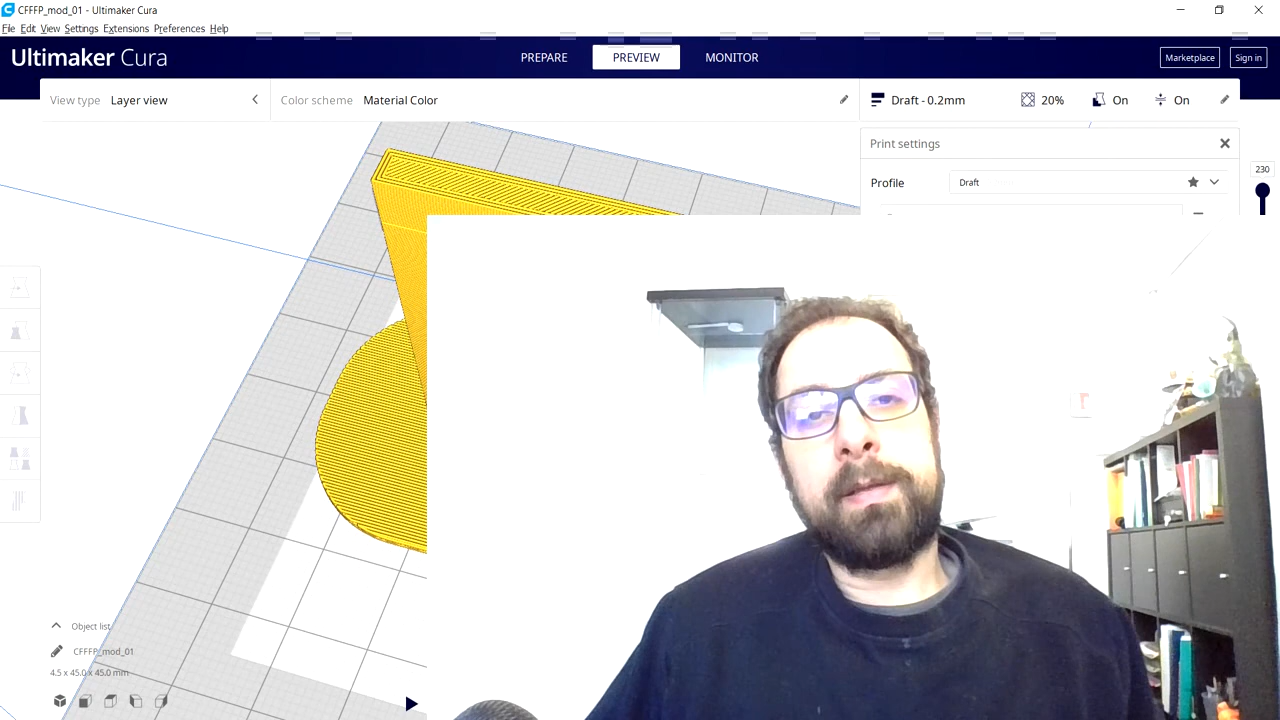 CFFFP_mod_01 - Ultimaker Cura
File Edit View Settings Extensions Preferences Help
Ultimaker Cura
PREPARE
PREVIEW
MONITOR
Marketplace
Sign in
View type Layer view
Color scheme Material Color
Draft - 0.2mm
20%
On
On
Print settings
Profile
Draft
230
Object list
CFFFP_mod_01
4.5 x 45.0 x 45.0 mm